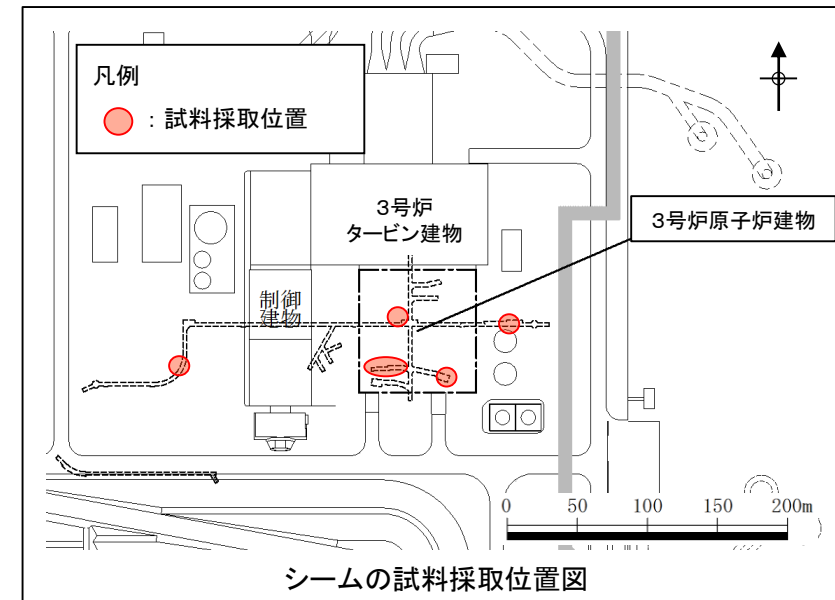 凡例
：試料採取位置
3号炉
タービン建物
3号炉原子炉建物
制御
建物
0 50 100 150 200m
シームの試料採取位置図